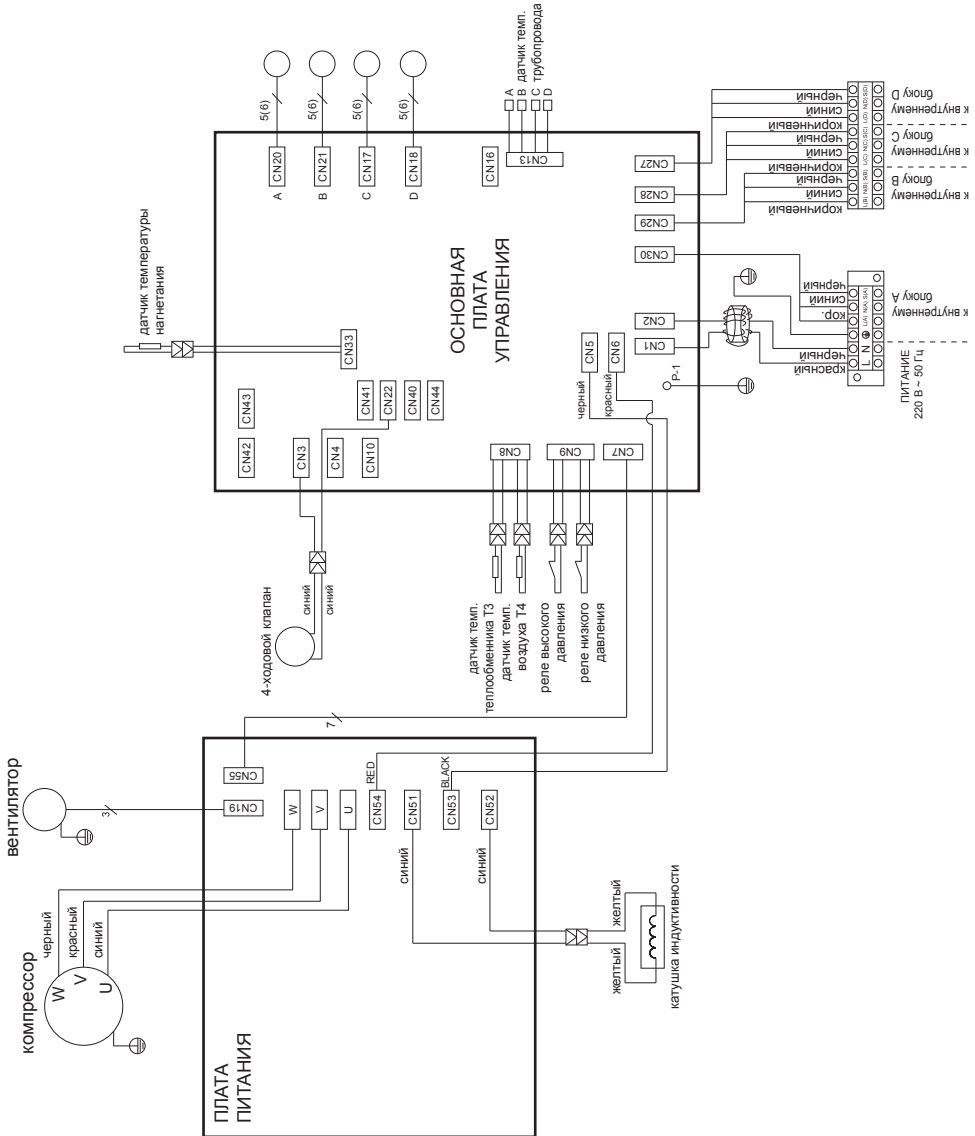 5(6)
5(6)
5(6)
5(6)
CN20
CN21
CN17
CN18
A
B
C
D
A
B датчик темп.
C трубопровода
D
CN13
CN16
датчик температуры
нагнетания
CN33
CN43
CN42
CN41
CN22
CN40
CN44
CN3
CN4
CN10
ОСНОВНАЯ
ПЛАТА
УПРАВЛЕНИЯ
CN27
CN28
CN29
CN30
CN2
CN1
CN5
CN6
черный
красный
P-1
CN8
CN9
CN7
черный
синий
коричневый
черный
синий
коричневый
черный
синий
коричневый
L(B) N(B) S(B) L(C) N(C) S(C) L(D) N(D) S(D)
к внутреннему
блоку D
к внутреннему
блоку C
к внутреннему
блоку B
черный
синий
кор.
черный
красный
L N L(A) N(A) S(A)
к внутреннему
блоку A
ПИТАНИЕ
220 В ~ 50 Гц
4-ходовой клапан
синий
синий
датчик темп.
теплообменника Т3
датчик темп.
воздуха Т4
реле высокого
давления
реле низкого
давления
7
вентилятор
3
CN55
CN19
W
V
U
CN54
RED
CN51
CN53
BLACK
CN52
синий
синий
компрессор
черный
красный
синий
W
V
U
желтый
желтый
катушка индуктивности
ПЛАТА
ПИТАНИЯ